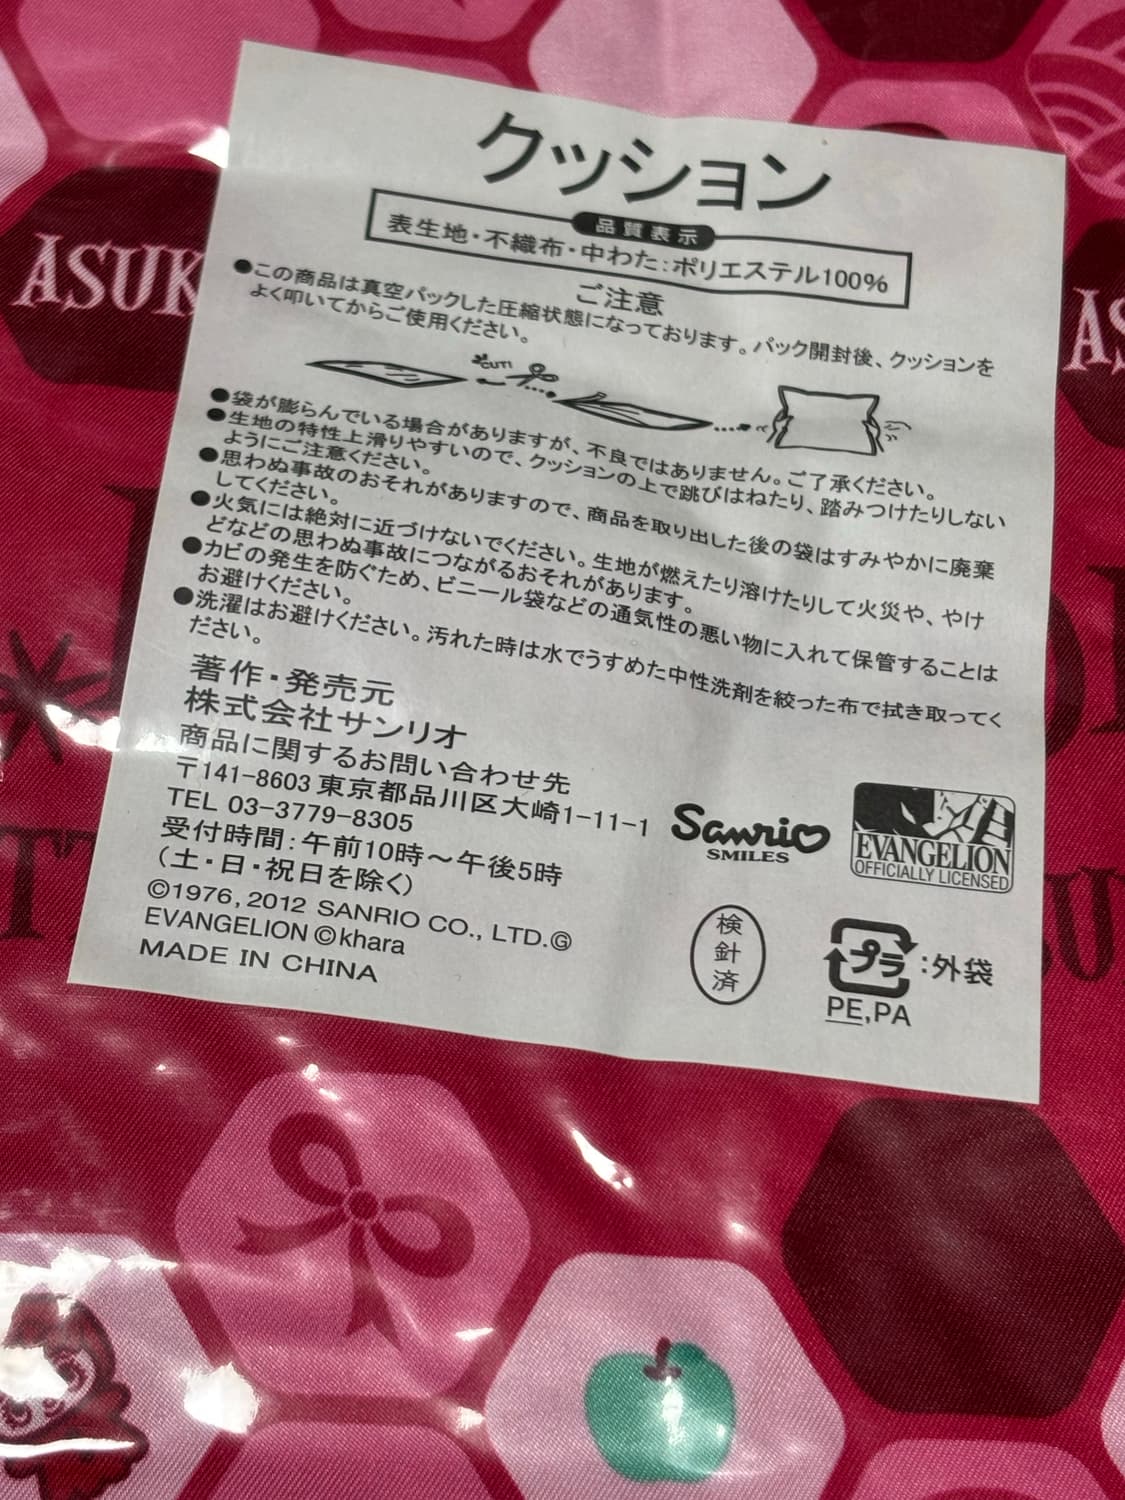 クッション
品質表示
表生地・不織布・中わた:ポリエステル100%
ご注意
●この商品は真空パックした圧縮状態になっております。パック開封後、クッションを
よく叩いてからご使用ください。
CUT!
●袋が膨らんでいる場合がありますが、不良ではありません。ご了承ください。
●生地の特性上滑りやすいので、クッションの上で跳びはねたり、踏みつけたりしない
ようにご注意ください。
●思わぬ事故のおそれがありますので、商品を取り出した後の袋はすみやかに廃棄
してください。
●火気には絶対に近づけないでください。生地が燃えたり溶けたりして火災や、やけ
どなどの思わぬ事故につながるおそれがあります。
●カビの発生を防ぐため、ビニール袋などの通気性の悪い物に入れて保管することは
お避けください。
●洗濯はお避けください。汚れた時は水でうすめた中性洗剤を絞った布で拭き取ってく
ださい。
著作・発売元
株式会社サンリオ
商品に関するお問い合わせ先
〒141-8603 東京都品川区大崎1-11-1
TEL 03-3779-8305
受付時間:午前10時～午後5時
(土・日・祝日を除く)
©1976, 2012 SANRIO CO., LTD.Ⓖ
EVANGELION ©khara
MADE IN CHINA
Sanrio
SMILES
EVANGELION
OFFICIALLY LICENSED
検針済
プラ:外袋
PE,PA
ASUK
AS